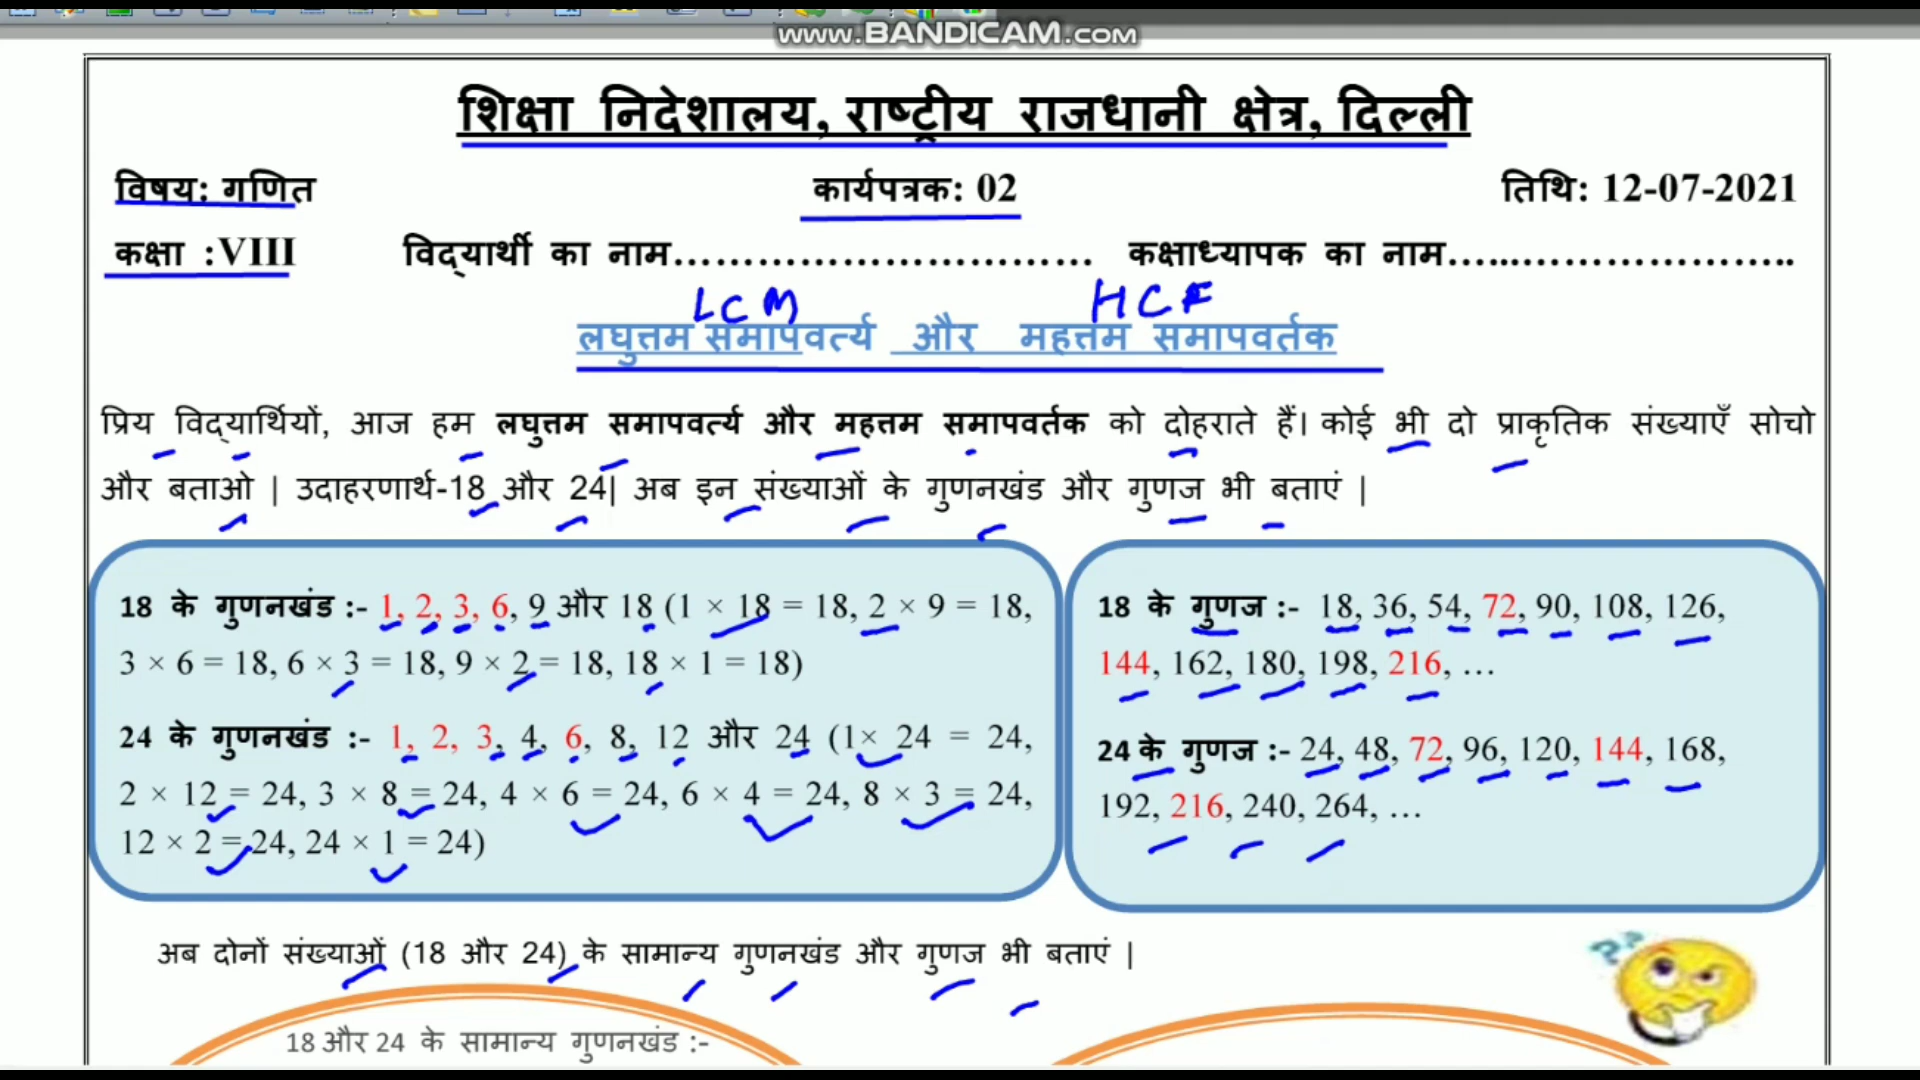 www.BANDICAM.com
शिक्षा निदेशालय, राष्ट्रीय राजधानी क्षेत्र, दिल्ली
विषय: गणित कार्यपत्रक: 02 तिथि: 12-07-2021
कक्षा :VIII विद्यार्थी का नाम.............................. कक्षाध्यापक का नाम..........................
LCM HCF
लघुत्तम समापवर्त्य और महत्तम समापवर्तक
प्रिय विद्यार्थियों, आज हम लघुत्तम समापवर्त्य और महत्तम समापवर्तक को दोहराते हैं। कोई भी दो प्राकृतिक संख्याएँ सोचो
और बताओ | उदाहरणार्थ-18 और 24| अब इन संख्याओं के गुणनखंड और गुणज भी बताएं |
18 के गुणनखंड :- 1, 2, 3, 6, 9 और 18 (1 × 18 = 18, 2 × 9 = 18,
3 × 6 = 18, 6 × 3 = 18, 9 × 2 = 18, 18 × 1 = 18)
24 के गुणनखंड :- 1, 2, 3, 4, 6, 8, 12 और 24 (1× 24 = 24,
2 × 12 = 24, 3 × 8 = 24, 4 × 6 = 24, 6 × 4 = 24, 8 × 3 = 24,
12 × 2 = 24, 24 × 1 = 24)
18 के गुणज :- 18, 36, 54, 72, 90, 108, 126,
144, 162, 180, 198, 216, ...
24 के गुणज :- 24, 48, 72, 96, 120, 144, 168,
192, 216, 240, 264, ...
अब दोनों संख्याओं (18 और 24) के सामान्य गुणनखंड और गुणज भी बताएं |
18 और 24 के सामान्य गुणनखंड :-